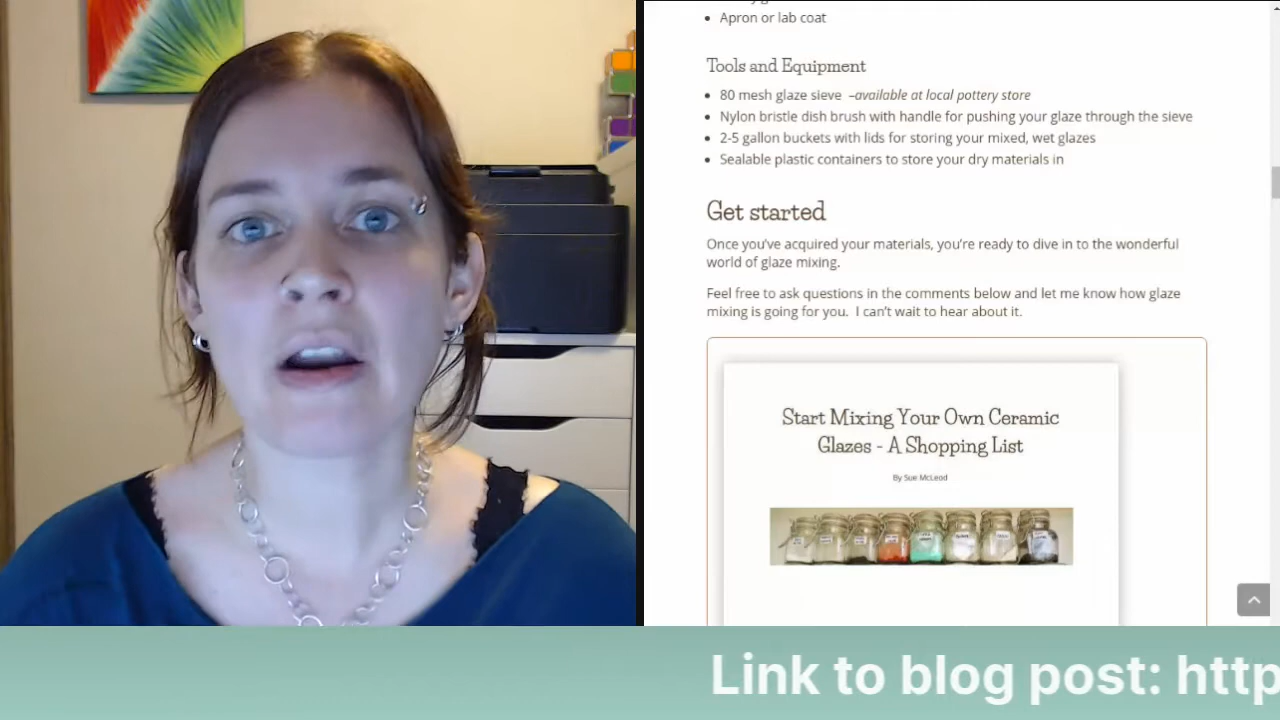 Apron or lab coat
Tools and Equipment
80 mesh glaze sieve –available at local pottery store
Nylon bristle dish brush with handle for pushing your glaze through the sieve
2-5 gallon buckets with lids for storing your mixed, wet glazes
Sealable plastic containers to store your dry materials in
Get started
Once you've acquired your materials, you're ready to dive in to the wonderful
world of glaze mixing.
Feel free to ask questions in the comments below and let me know how glaze
mixing is going for you. I can't wait to hear about it.
Start Mixing Your Own Ceramic
Glazes - A Shopping List
By Sue McLeod
Link to blog post: http